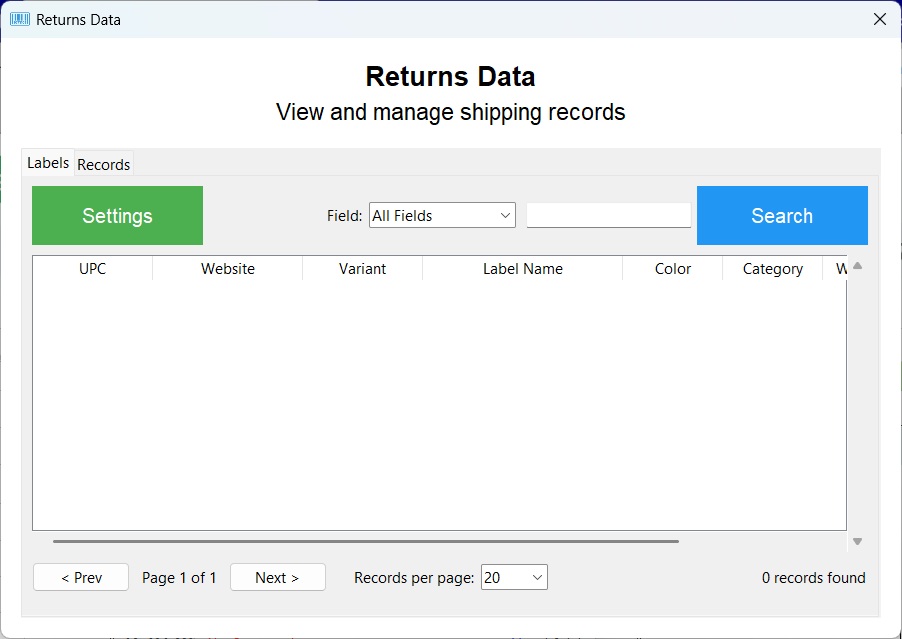 Returns Data
Returns Data
View and manage shipping records
Labels Records
Settings Field: All Fields Search
UPC Website Variant Label Name Color Category W
< Prev Page 1 of 1 Next > Records per page: 20 0 records found